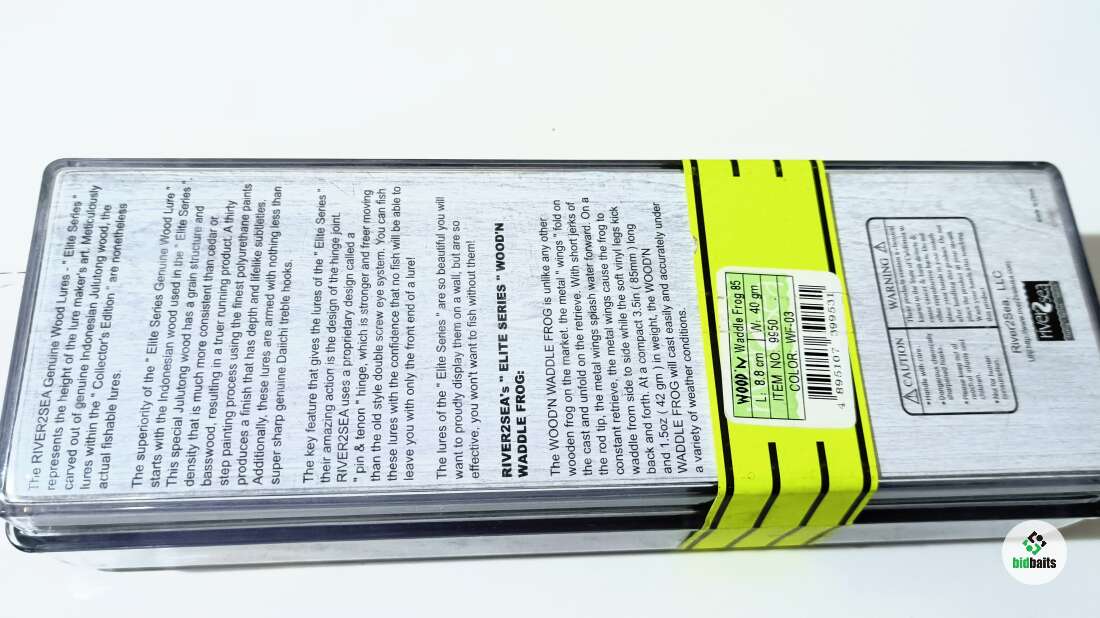 The RIVER2SEA Genuine Wood Lures - " Elite Series "
represents the height of the lure maker's art. Meticulously
carved out of genuine Indonesian Julutong wood, the
lures within the " Collector's Edition " are nonetheless
actual fishable lures.
The superiority of the " Elite Series Genuine Wood Lure "
starts with the Indonesian wood used in the " Elite Series "
This special Julutong wood has a grain structure and
density that is much more consistent than cedar or
basswood, resulting in a truer running product. A thirty
step painting process using the finest polyurethane paints
produces a finish that has depth and lifelike subtleties.
Additionally, these lures are armed with nothing less than
super sharp genuine Daiichi treble hooks.
The key feature that gives the lures of the " Elite Series "
their amazing action is the design of the hinge joint.
RIVER2SEA uses a proprietary design called a
" pin & tenon " hinge, which is stronger and freer moving
than the old style double screw eye system. You can fish
these lures with the confidence that no fish will be able to
leave you with only the front end of a lure!
The lures of the " Elite Series " are so beautiful you will
want to proudly display them on a wall, but are so
effective, you won't want to fish without them!
RIVER2SEA's " ELITE SERIES " WOOD'N
WADDLE FROG:
The WOOD'N WADDLE FROG is unlike any other
wooden frog on the market. the metal " wings " fold on
the cast and unfold on the retrieve. With short jerks of
the rod tip, the metal wings splash water forward. On a
constant retrieve, the metal wings cause the frog to
waddle from side to side while the soft vinyl legs kick
back and forth. At a compact 3.5in ( 85mm ) long
and 1.5oz ( 42 gm ) in weight, the WOOD'N
WADDLE FROG will cast easily and accurately under
a variety of weather conditions.
WOOD'N Waddle Frog 85
L: 8.8 cm W: 40 gm
ITEM NO. 9950
COLOR WF-03
4 895107 399531
CAUTION
WARNING
River2Sea, LLC
river2sea
bidbaits